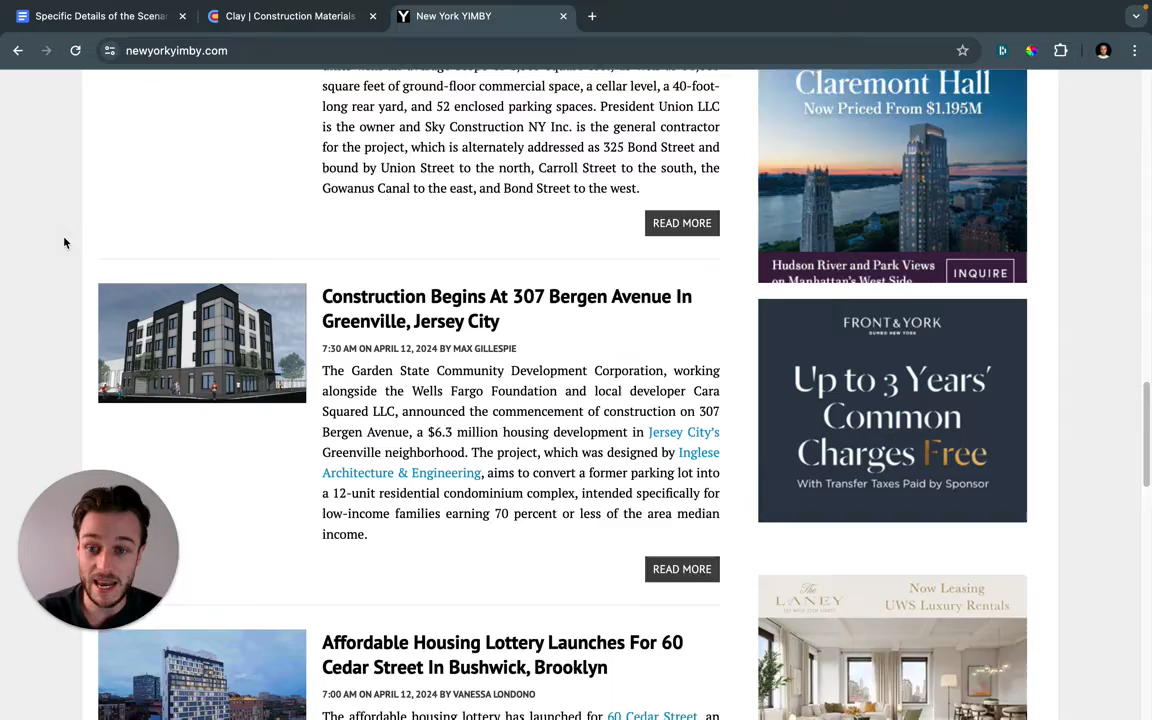 Specific Details of the Scenar
Clay | Construction Materials
New York YIMBY
newyorkyimby.com
square feet of ground-floor commercial space, a cellar level, a 40-foot-
long rear yard, and 52 enclosed parking spaces. President Union LLC
is the owner and Sky Construction NY Inc. is the general contractor
for the project, which is alternately addressed as 325 Bond Street and
bound by Union Street to the north, Carroll Street to the south, the
Gowanus Canal to the east, and Bond Street to the west.
READ MORE
Construction Begins At 307 Bergen Avenue In
Greenville, Jersey City
7:30 AM ON APRIL 12, 2024 BY MAX GILLESPIE
The Garden State Community Development Corporation, working
alongside the Wells Fargo Foundation and local developer Cara
Squared LLC, announced the commencement of construction on 307
Bergen Avenue, a $6.3 million housing development in Jersey City's
Greenville neighborhood. The project, which was designed by Inglese
Architecture & Engineering, aims to convert a former parking lot into
a 12-unit residential condominium complex, intended specifically for
low-income families earning 70 percent or less of the area median
income.
READ MORE
Affordable Housing Lottery Launches For 60
Cedar Street In Bushwick, Brooklyn
7:00 AM ON APRIL 12, 2024 BY VANESSA LONDONO
The affordable housing lottery has launched for 60 Cedar Street, an
Claremont Hall
Now Priced From $1.195M
Hudson River and Park Views
on Manhattan's West Side
INQUIRE
FRONT & YORK
DUMBO NEW YORK
Up to 3 Years'
Common
Charges Free
With Transfer Taxes Paid by Sponsor
The
LANEY
Now Leasing
UWS Luxury Rentals